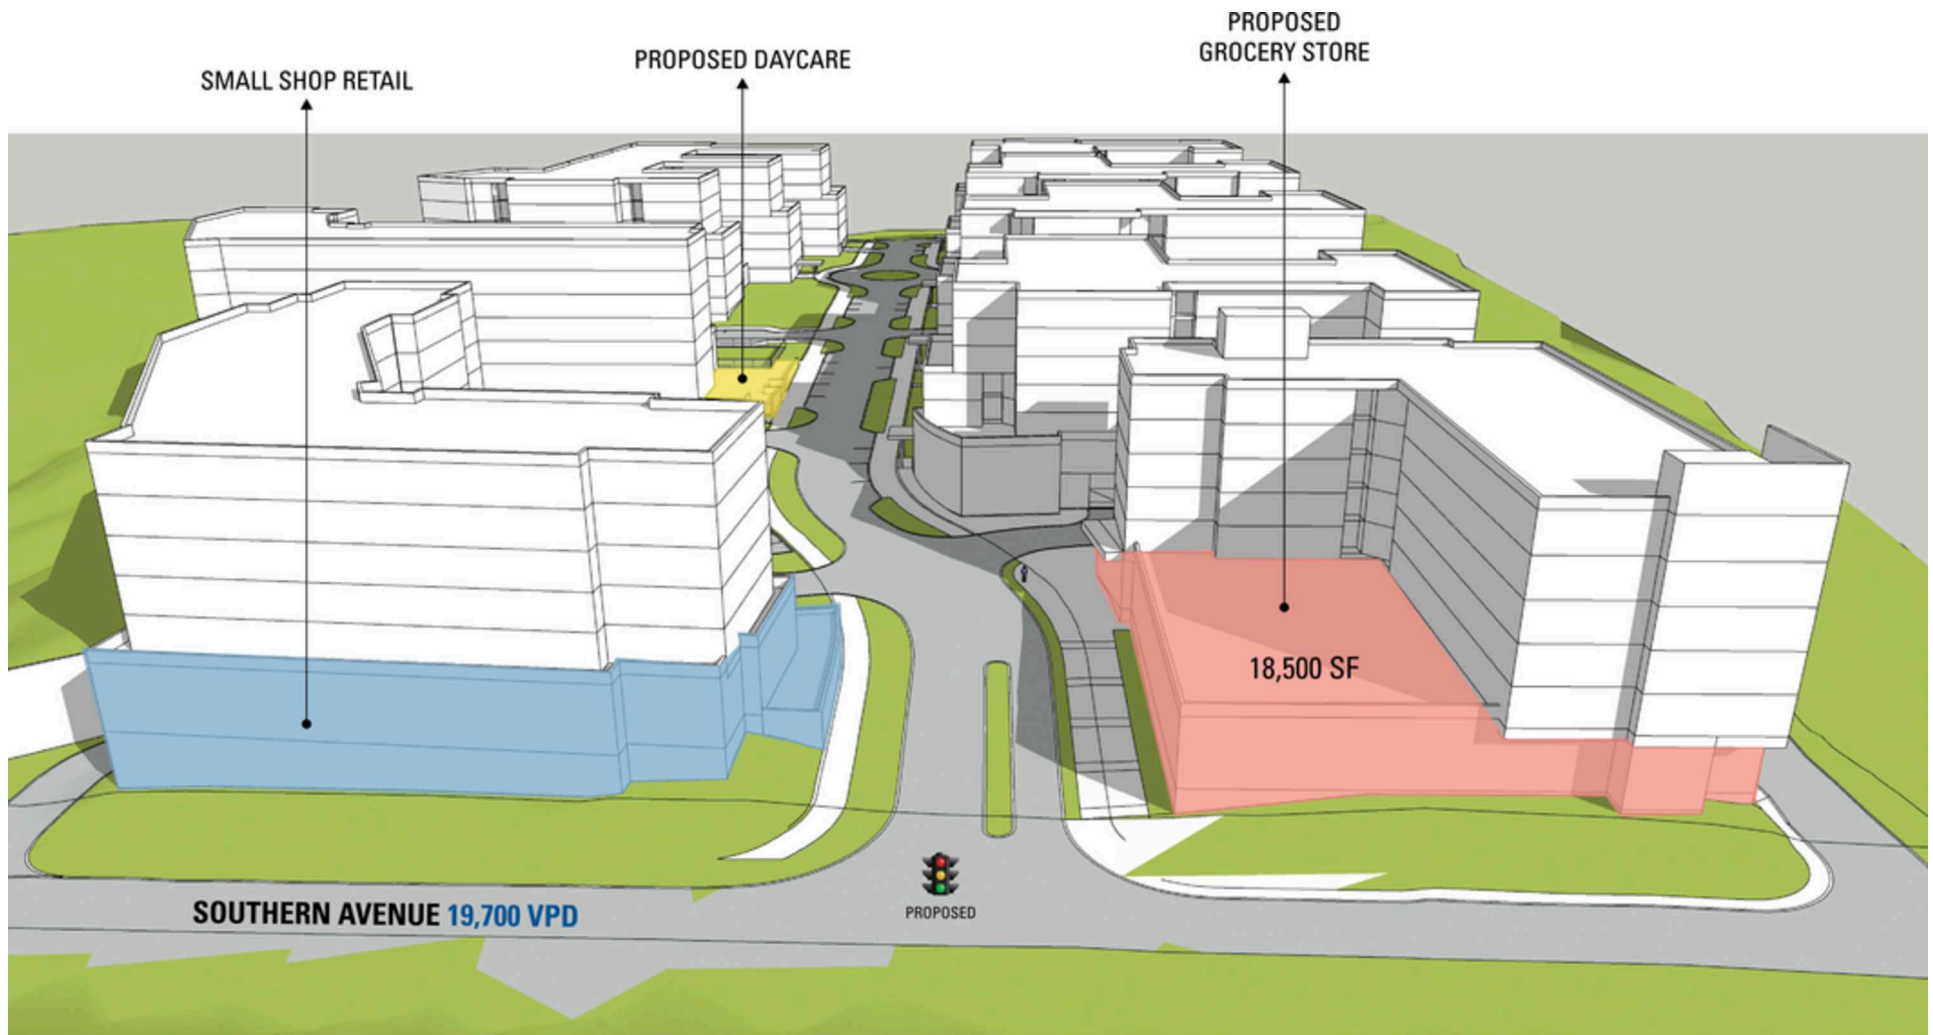 PROPOSED
GROCERY STORE
PROPOSED DAYCARE
SMALL SHOP RETAIL
18,500 SF
SOUTHERN AVENUE 19,700 VPD
PROPOSED